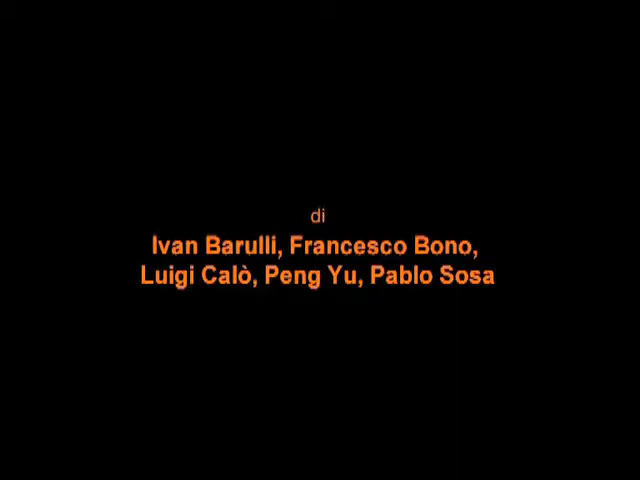 di
Ivan Barulli, Francesco Bono,
Luigi Calò, Peng Yu, Pablo Sosa